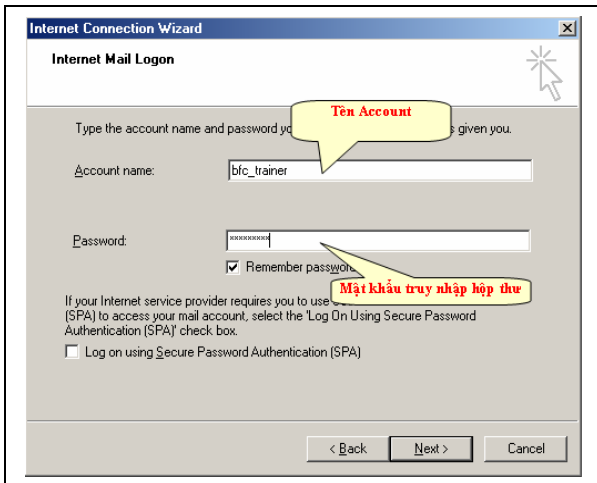 Internet Connection Wizard
Internet Mail Logon
Tên Account
Type the account name and password yo s given you.
Account name: bfc_trainer
Password: *********
Remember password
Mật khẩu truy nhập hộp thư
If your Internet service provider requires you to use
(SPA) to access your mail account, select the 'Log On Using Secure Password
Authentication (SPA)' check box.
Log on using Secure Password Authentication (SPA)
< Back Next > Cancel